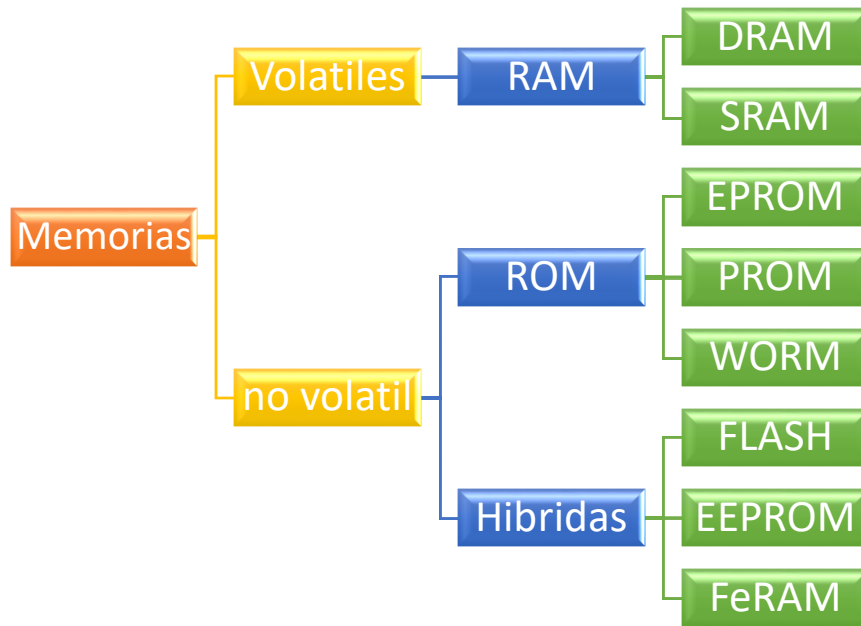 Memorias
Volatiles
RAM
DRAM
SRAM
no volatil
ROM
EPROM
PROM
WORM
Hibridas
FLASH
EEPROM
FeRAM